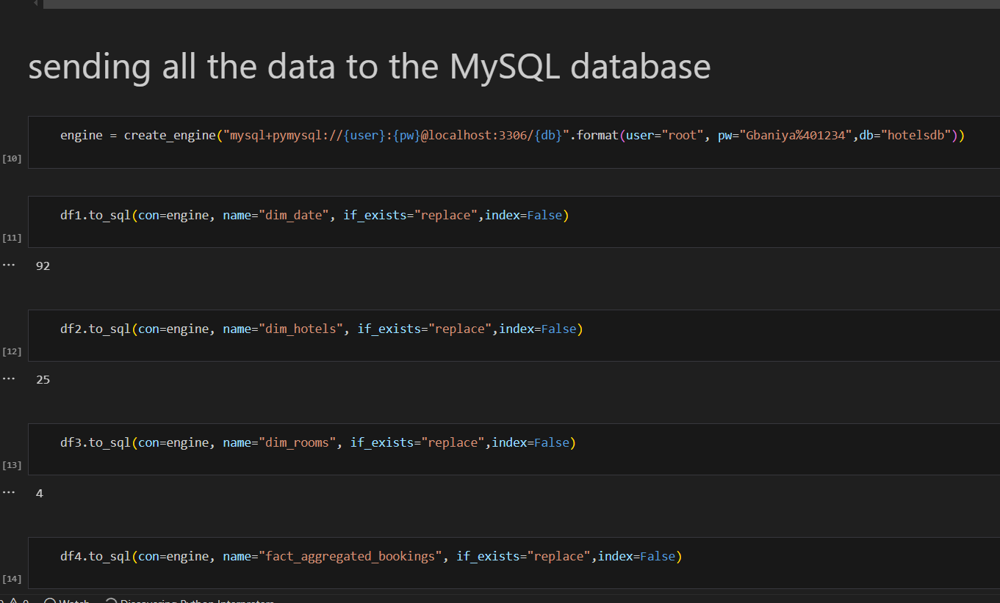 sending all the data to the MySQL database
engine = create_engine("mysql+pymysql://{user}:{pw}@localhost:3306/{db}".format(user="root", pw="Gbaniya%401234",db="hotelsdb"))
[10]
df1.to_sql(con=engine, name="dim_date", if_exists="replace",index=False)
[11]
... 92
df2.to_sql(con=engine, name="dim_hotels", if_exists="replace",index=False)
[12]
... 25
df3.to_sql(con=engine, name="dim_rooms", if_exists="replace",index=False)
[13]
... 4
df4.to_sql(con=engine, name="fact_aggregated_bookings", if_exists="replace",index=False)
[14]
0 Watch Discovering Python Interpreters